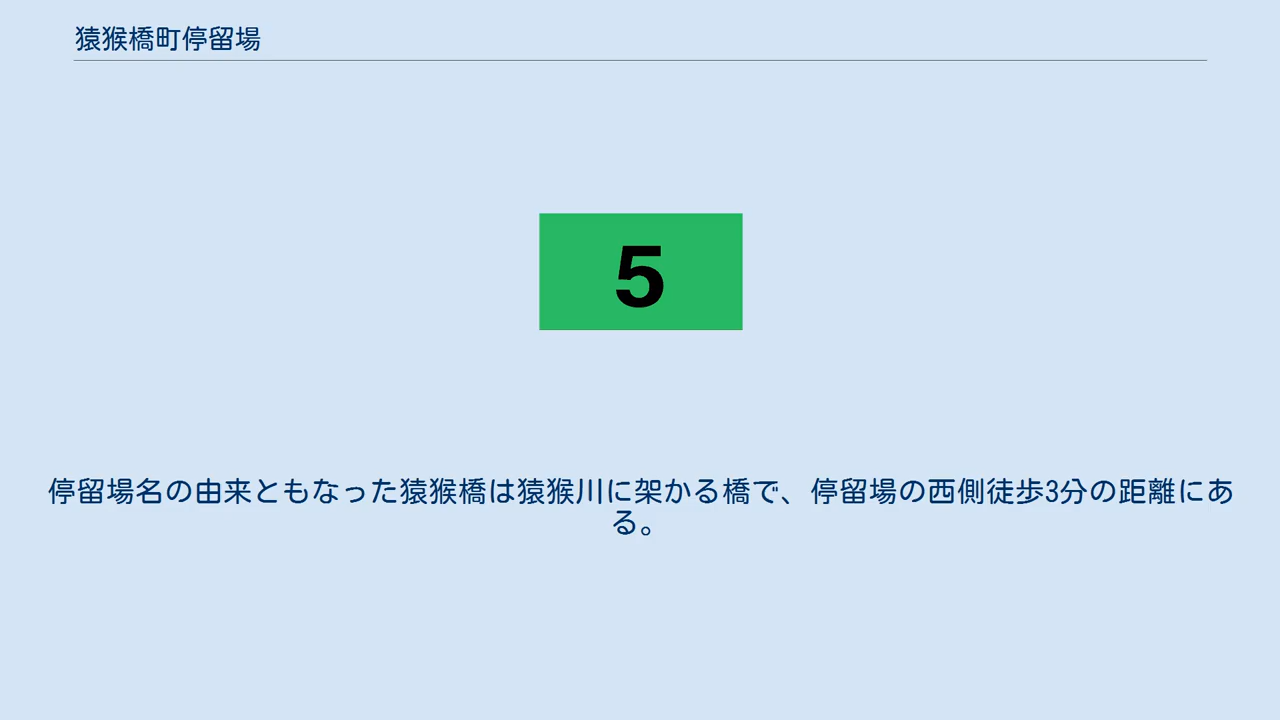 猿猴橋町停留場
5
停留場名の由来ともなった猿猴橋は猿猴川に架かる橋で、停留場の西側徒歩3分の距離にあ
る。